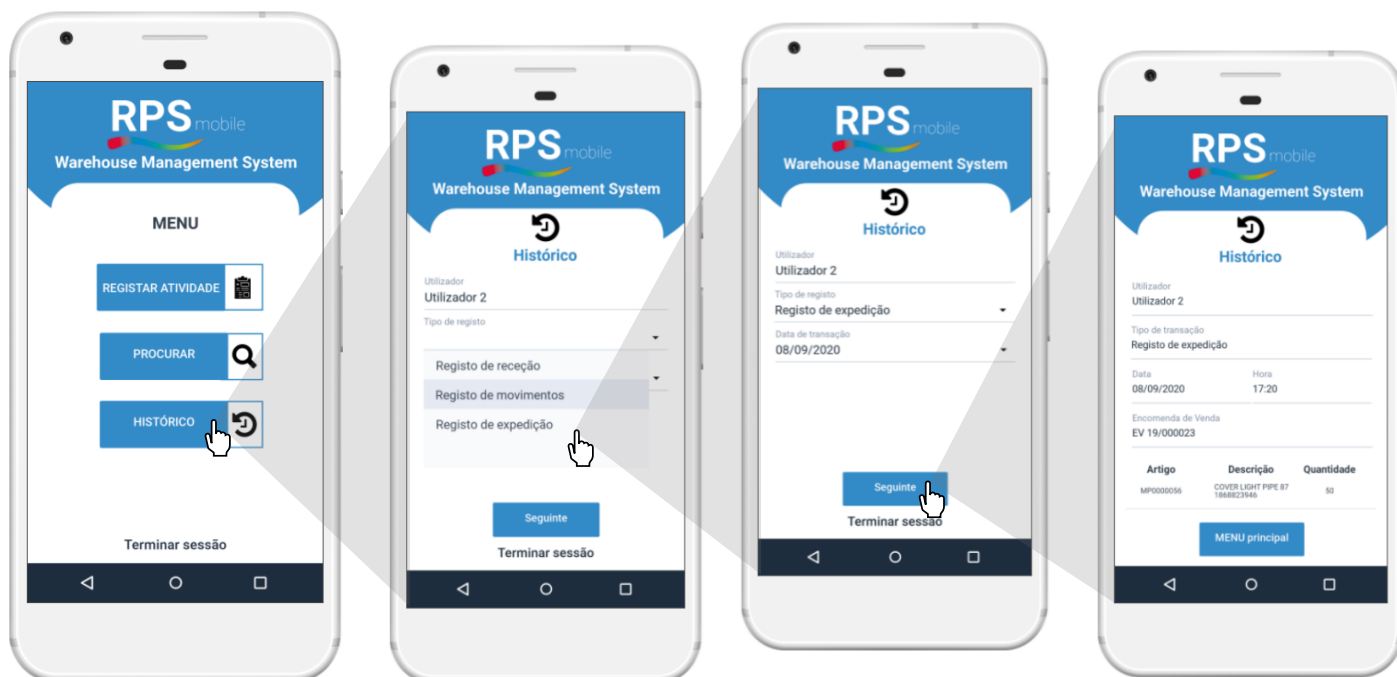 RPS mobile
Warehouse Management System
MENU
REGISTAR ATIVIDADE
PROCURAR
HISTÓRICO
Terminar sessão
RPS mobile
Warehouse Management System
Histórico
Utilizador
Utilizador 2
Tipo de registo
Registo de receção
Registo de movimentos
Registo de expedição
Seguinte
Terminar sessão
RPS mobile
Warehouse Management System
Histórico
Utilizador
Utilizador 2
Tipo de registo
Registo de expedição
Data de transação
08/09/2020
Seguinte
Terminar sessão
RPS mobile
Warehouse Management System
Histórico
Utilizador
Utilizador 2
Tipo de transação
Registo de expedição
Data Hora
08/09/2020 17:20
Encomenda de Venda
EV 19/000023
Artigo Descrição Quantidade
MP0000056 COVER LIGHT PIPE 87 50
1868823946
MENU principal